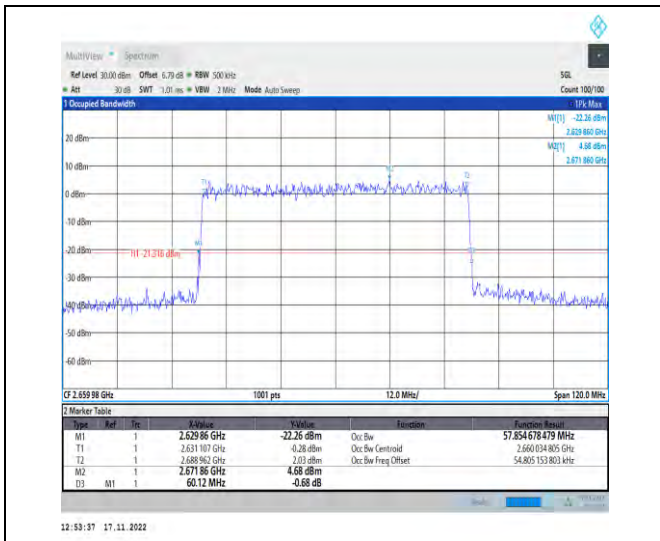 MultiView Spectrum
Ref Level 30.00 dBm Offset 6.79 dB RBW 500 kHz SGL
Att 30 dB SWT 1.01 ms VBW 2 MHz Mode Auto Sweep Count 100/100
1 Occupied Bandwidth 1Pk Max
M1[1] -22.26 dBm
2.629 860 GHz
M2[1] 4.68 dBm
2.671 860 GHz
20 dBm
10 dBm
0 dBm
-10 dBm
-20 dBm
H1 -21.316 dBm
-30 dBm
-40 dBm
-50 dBm
-60 dBm
T1
M2
T2
M1
CF 2.659 98 GHz 1001 pts 12.0 MHz/ Span 120.0 MHz
2 Marker Table
Type Ref Trc X-Value Y-Value Function Function Result
M1 1 2.629 86 GHz -22.26 dBm Occ Bw 57.854 678 479 MHz
T1 1 2.631 107 GHz -0.28 dBm Occ Bw Centroid 2.660 034 805 GHz
T2 1 2.688 962 GHz 2.03 dBm Occ Bw Freq Offset 54.805 153 803 kHz
M2 1 2.671 86 GHz 4.68 dBm
D3 M1 1 60.12 MHz -0.68 dB
12:53:37 17.11.2022